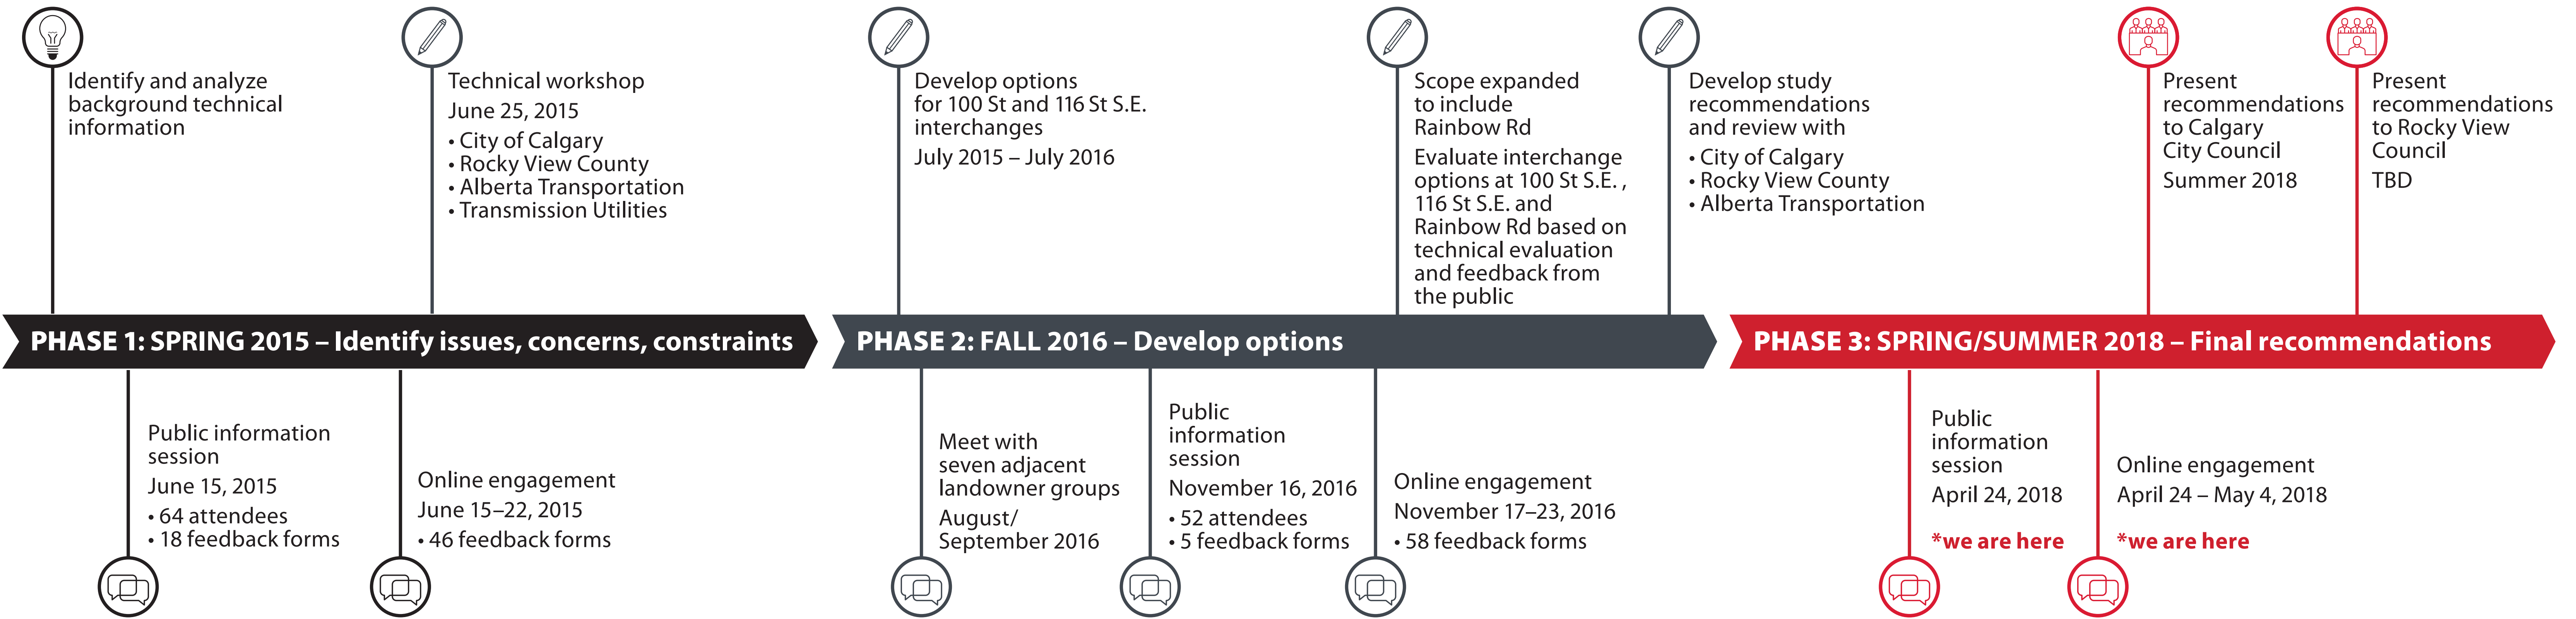 Identify and analyze
background technical
information
Technical workshop
June 25, 2015
• City of Calgary
• Rocky View County
• Alberta Transportation
• Transmission Utilities
Develop options
for 100 St and 116 St S.E.
interchanges
July 2015 – July 2016
Scope expanded
to include
Rainbow Rd
Evaluate interchange
options at 100 St S.E. ,
116 St S.E. and
Rainbow Rd based on
technical evaluation
and feedback from
the public
Develop study
recommendations
and review with
• City of Calgary
• Rocky View County
• Alberta Transportation
Present
recommendations
to Calgary
City Council
Summer 2018
Present
recommendations
to Rocky View
Council
TBD
PHASE 1: SPRING 2015 – Identify issues, concerns, constraints
PHASE 2: FALL 2016 – Develop options
PHASE 3: SPRING/SUMMER 2018 – Final recommendations
Public information
session
June 15, 2015
• 64 attendees
• 18 feedback forms
Online engagement
June 15–22, 2015
• 46 feedback forms
Meet with
seven adjacent
landowner groups
August/
September 2016
Public
information
session
November 16, 2016
• 52 attendees
• 5 feedback forms
Online engagement
November 17–23, 2016
• 58 feedback forms
Public
information
session
April 24, 2018
*we are here
Online engagement
April 24 – May 4, 2018
*we are here